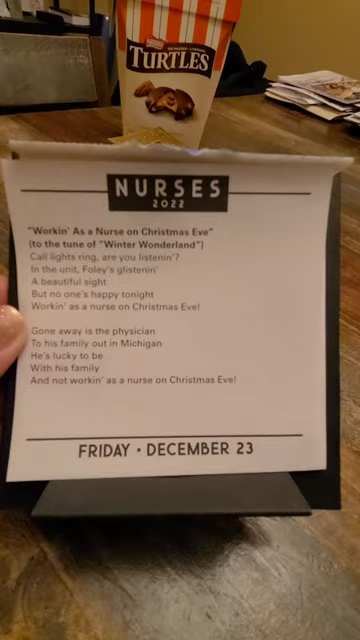 TURTLES
NURSES
2022
"Workin' As a Nurse on Christmas Eve"
(to the tune of "Winter Wonderland")
Call lights ring, are you listenin'?
In the unit, Foley's glistenin'
A beautiful sight
But no one's happy tonight
Workin' as a nurse on Christmas Eve!
Gone away is the physician
To his family out in Michigan
He's lucky to be
With his family
And not workin' as a nurse on Christmas Eve!
FRIDAY • DECEMBER 23